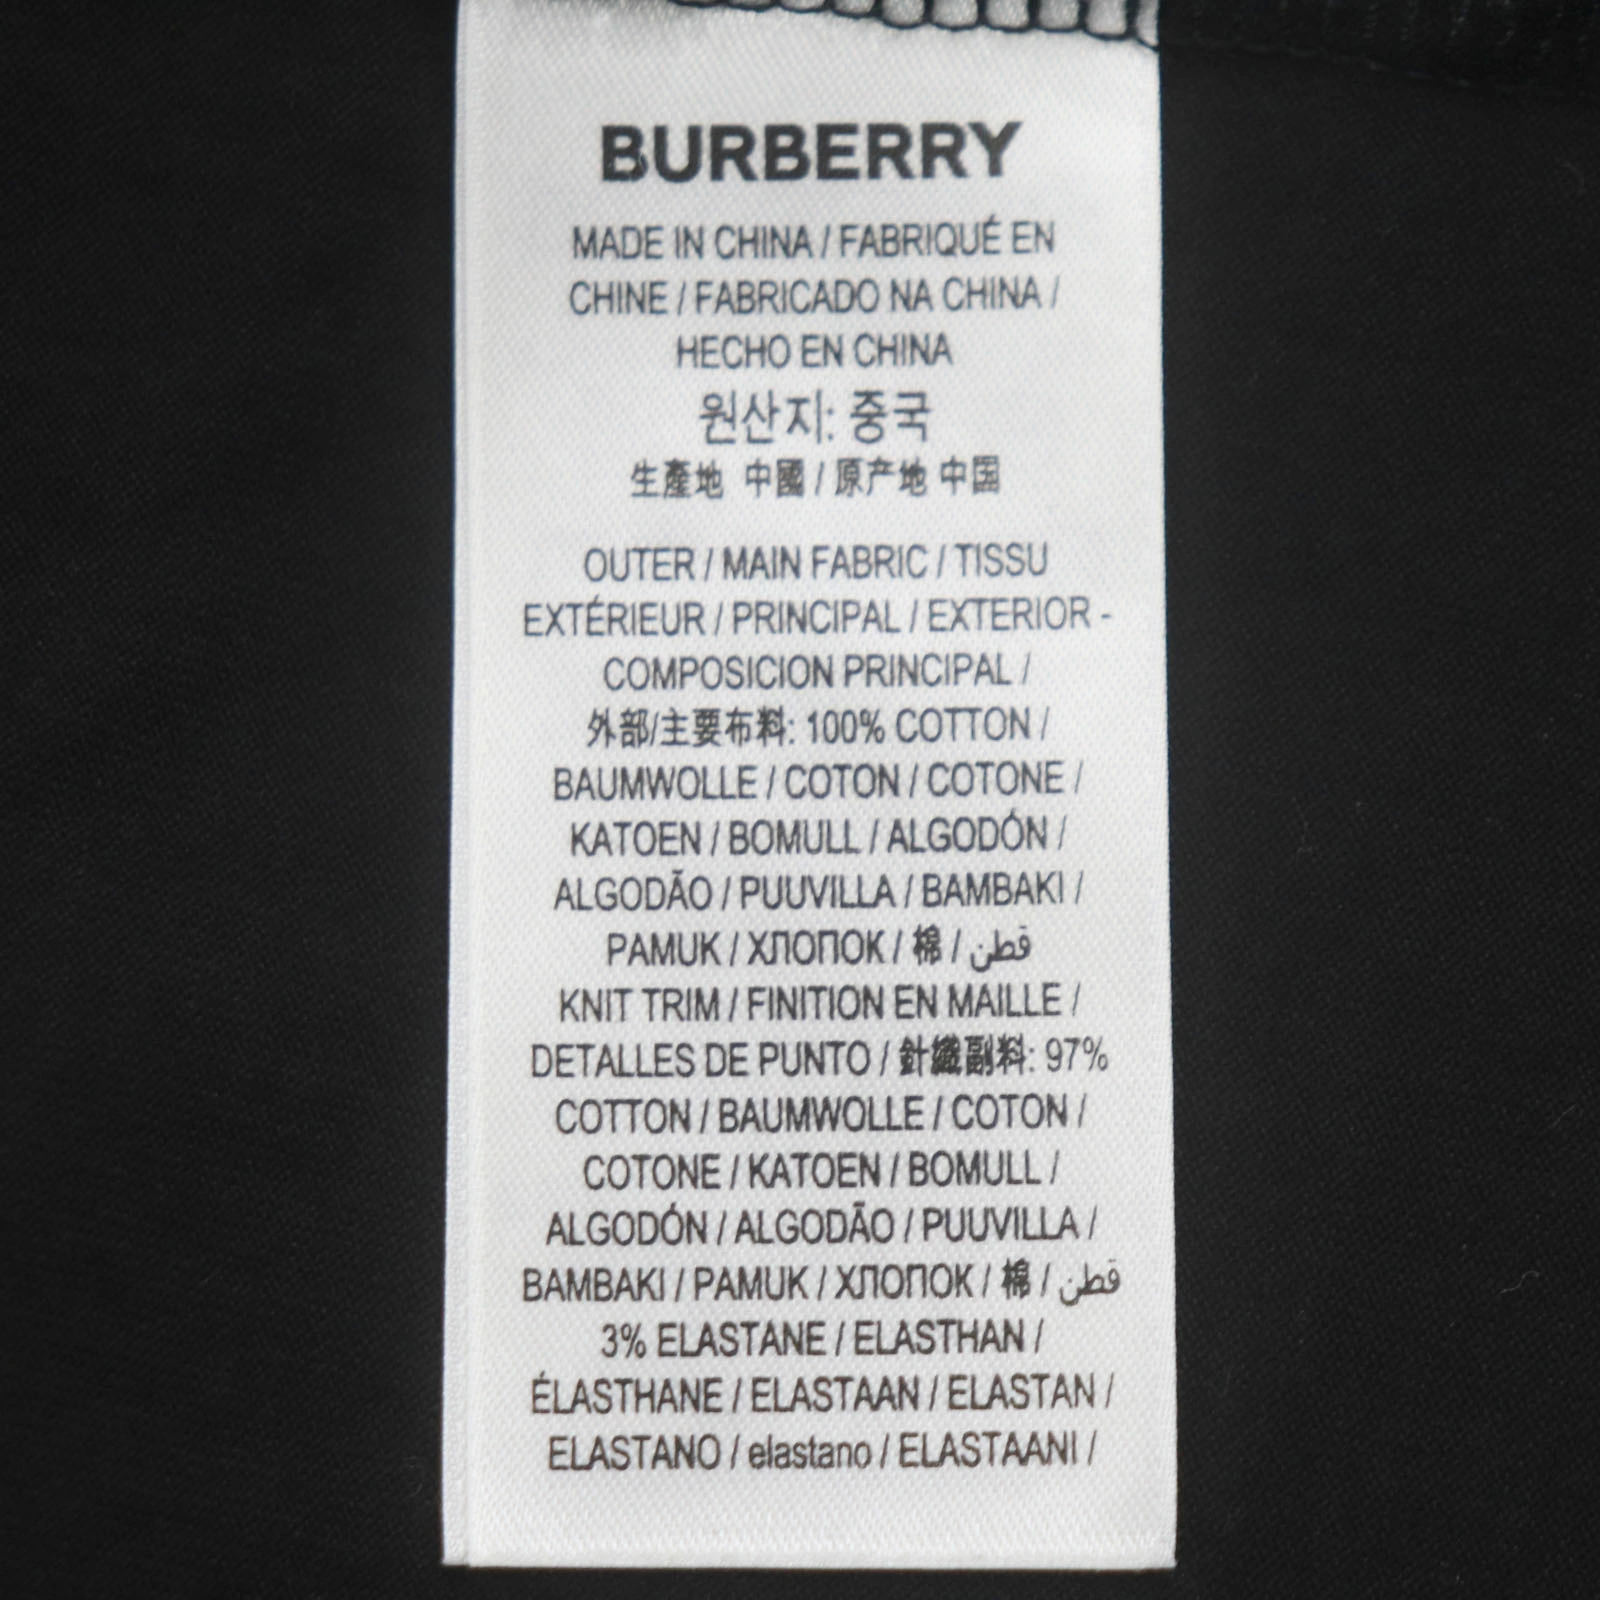 BURBERRY
MADE IN CHINA / FABRIQUÉ EN
CHINE / FABRICADO NA CHINA /
HECHO EN CHINA
원산지: 중국
生產地 中國 / 原产地 中国
OUTER / MAIN FABRIC / TISSU
EXTÉRIEUR / PRINCIPAL / EXTERIOR -
COMPOSICION PRINCIPAL /
外部/主要布料: 100% COTTON /
BAUMWOLLE / COTON / COTONE /
KATOEN / BOMULL / ALGODÓN /
ALGODÃO / PUUVILLA / BAMBAKI /
PAMUK / ХЛОПОК / 棉 / قطن
KNIT TRIM / FINITION EN MAILLE /
DETALLES DE PUNTO / 針織副料: 97%
COTTON / BAUMWOLLE / COTON /
COTONE / KATOEN / BOMULL /
ALGODÓN / ALGODÃO / PUUVILLA /
BAMBAKI / PAMUK / ХЛОПОК / 棉 / قطن
3% ELASTANE / ELASTHAN /
ÉLASTHANE / ELASTAAN / ELASTAN /
ELASTANO / elastano / ELASTAANI /